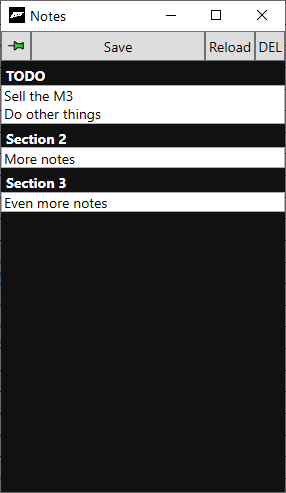 Notes
Save
Reload
DEL
TODO
Sell the M3
Do other things
Section 2
More notes
Section 3
Even more notes